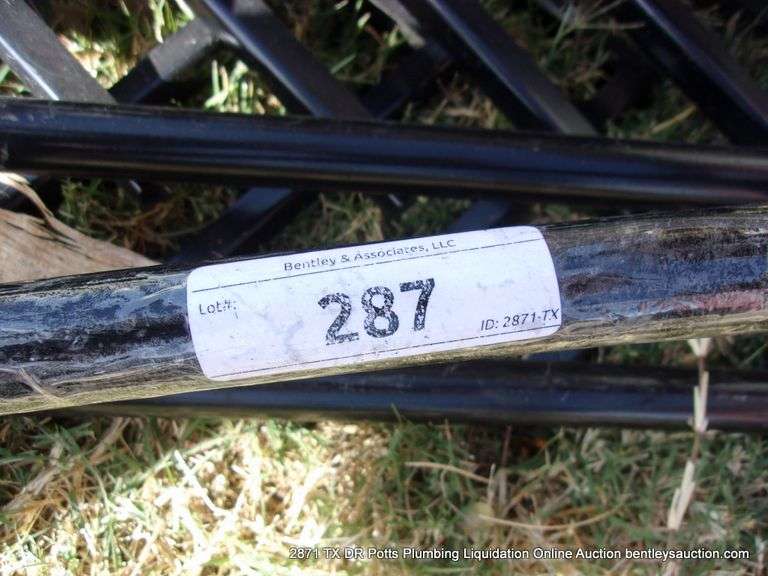 Bentley & Associates, LLC
Lot#:
287
ID: 2871-TX
2871 TX DR Potts Plumbing Liquidation Online Auction bentleysauction.com